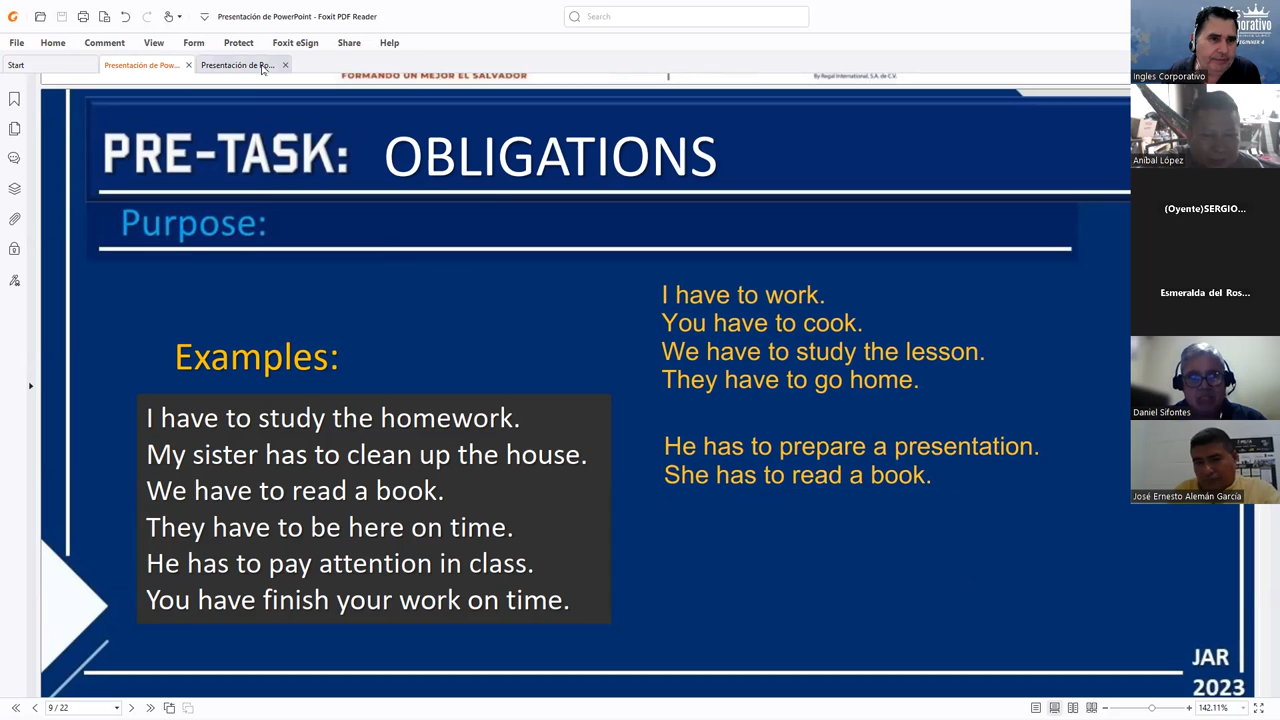 Presentación de PowerPoint - Foxit PDF Reader
Search
File Home Comment View Form Protect Foxit eSign Share Help
Start
Presentación de Pow...
Presentación de Po...
FORMANDO UN MEJOR EL SALVADOR
By Regal International, S.A. de C.V.
PRE-TASK: OBLIGATIONS
Purpose:
Examples:
I have to study the homework.
My sister has to clean up the house.
We have to read a book.
They have to be here on time.
He has to pay attention in class.
You have finish your work on time.
I have to work.
You have to cook.
We have to study the lesson.
They have to go home.
He has to prepare a presentation.
She has to read a book.
JAR
2023
Ingles Corporativo
Aníbal López
(Oyente)SERGIO...
Esmeralda del Ros...
Daniel Sifontes
José Ernesto Alemán García
9 / 22
142.11%